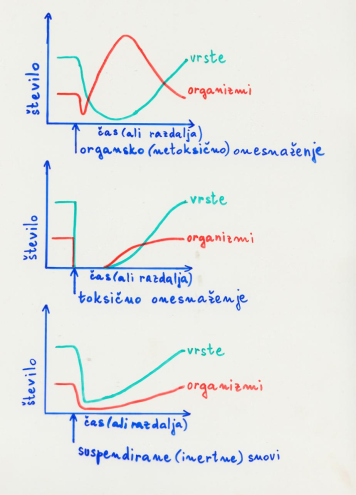 število
vrste
organizmi
čas (ali razdalja)
organsko (netoksično) onesnaženje
število
vrste
organizmi
čas (ali razdalja)
toksično onesnaženje
število
vrste
organizmi
čas (ali razdalja)
suspendirane (inertne) snovi